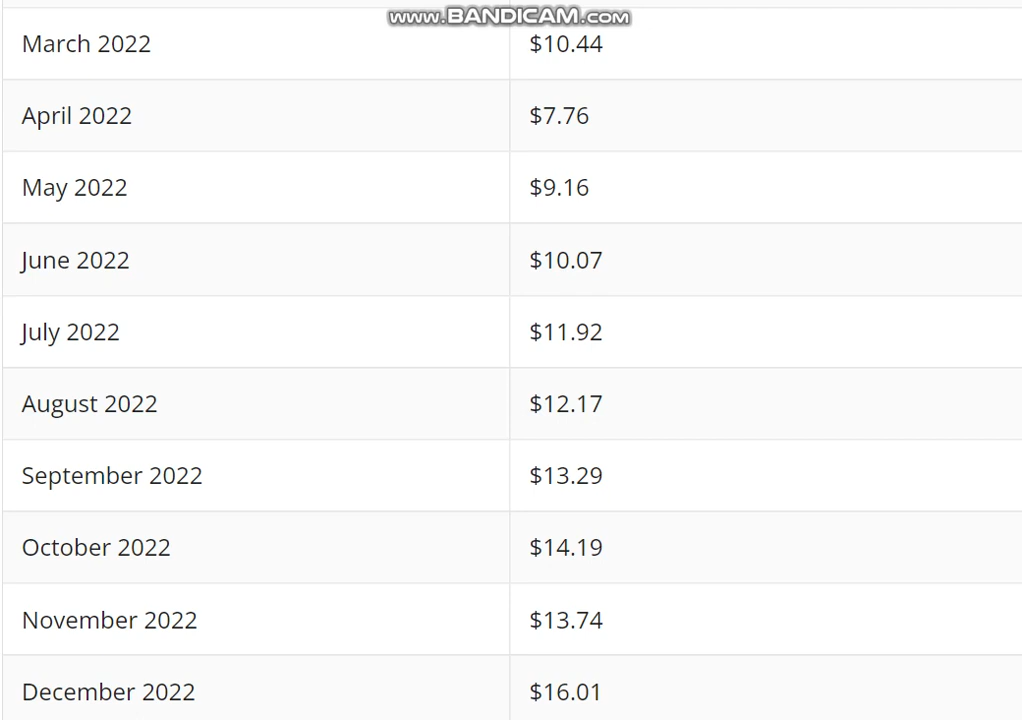 www.BANDICAM.com
March 2022 $10.44
April 2022 $7.76
May 2022 $9.16
June 2022 $10.07
July 2022 $11.92
August 2022 $12.17
September 2022 $13.29
October 2022 $14.19
November 2022 $13.74
December 2022 $16.01